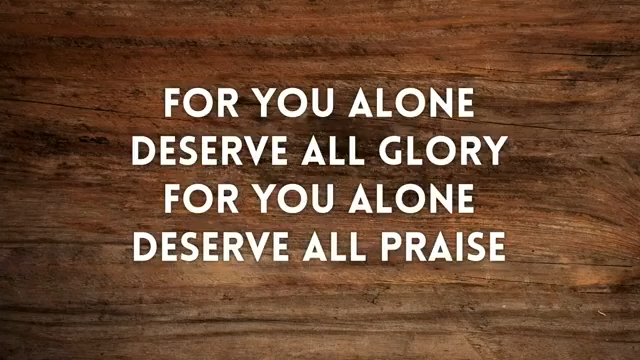 FOR YOU ALONE
DESERVE ALL GLORY
FOR YOU ALONE
DESERVE ALL PRAISE